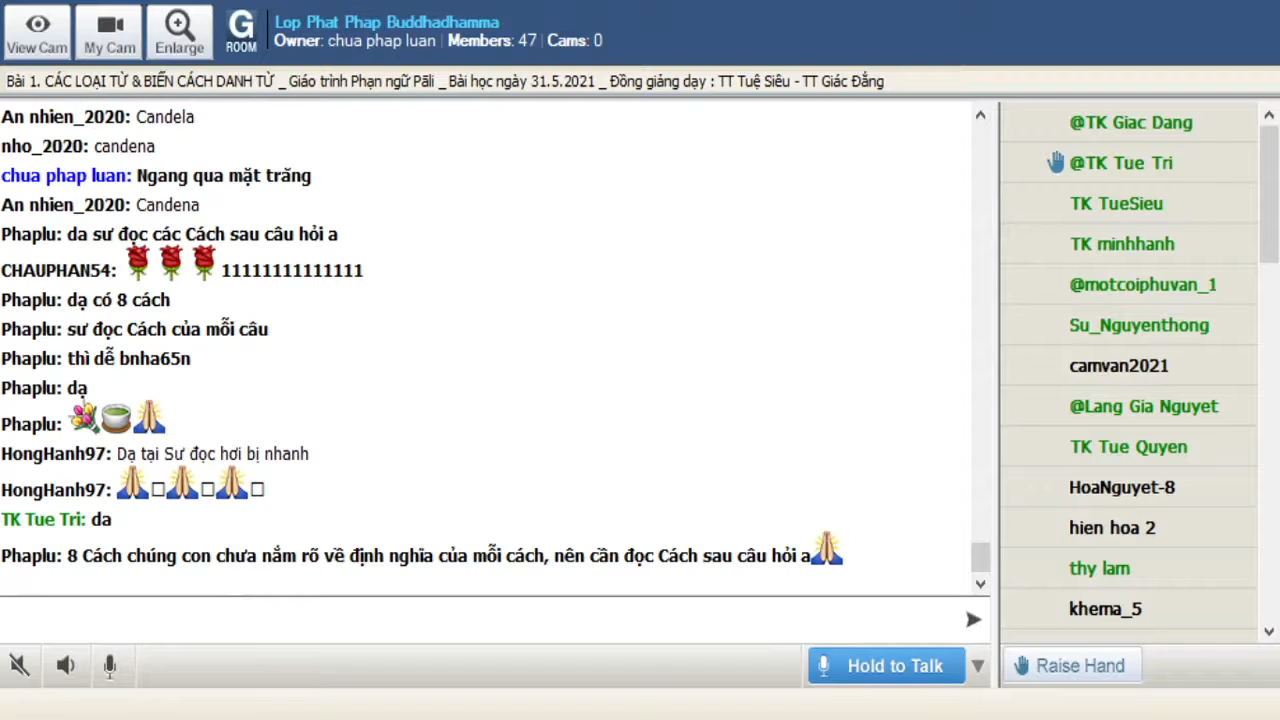 View Cam
My Cam
Enlarge
G
ROOM
Lop Phat Phap Buddhadhamma
Owner: chua phap luan | Members: 47 | Cams: 0
Bài 1. CÁC LOẠI TỪ & BIẾN CÁCH DANH TỪ _ Giáo trình Phạn ngữ Pāli _ Bài học ngày 31.5.2021 _ Đồng giảng dạy : TT Tuệ Siêu - TT Giác Đẳng
An nhien_2020: Candela
nho_2020: candena
chua phap luan: Ngang qua mặt trăng
An nhien_2020: Candena
Phaplu: da sư đọc các Cách sau câu hỏi a
CHAUPHAN54: 11111111111111
Phaplu: dạ có 8 cách
Phaplu: sư đọc Cách của mỗi câu
Phaplu: thì dễ bnha65n
Phaplu: dạ
Phaplu:
HongHanh97: Dạ tại Sư đọc hơi bị nhanh
HongHanh97:
TK Tue Tri: da
Phaplu: 8 Cách chúng con chưa nắm rõ về định nghĩa của mỗi cách, nên cần đọc Cách sau câu hỏi a
@TK Giac Dang
@TK Tue Tri
TK TueSieu
TK minhhanh
@motcoiphuvan_1
Su_Nguyenthong
camvan2021
@Lang Gia Nguyet
TK Tue Quyen
HoaNguyet-8
hien hoa 2
thy lam
khema_5
Hold to Talk
Raise Hand